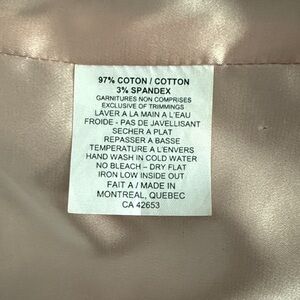 97% COTON / COTTON
3% SPANDEX
GARNITURES NON COMPRISES
EXCLUSIVE OF TRIMMINGS
LAVER A LA MAIN A L'EAU
FROIDE - PAS DE JAVELLISANT
SECHER A PLAT
REPASSER A BASSE
TEMPERATURE A L'ENVERS
HAND WASH IN COLD WATER
NO BLEACH – DRY FLAT
IRON LOW INSIDE OUT
FAIT A / MADE IN
MONTREAL, QUEBEC
CA 42653